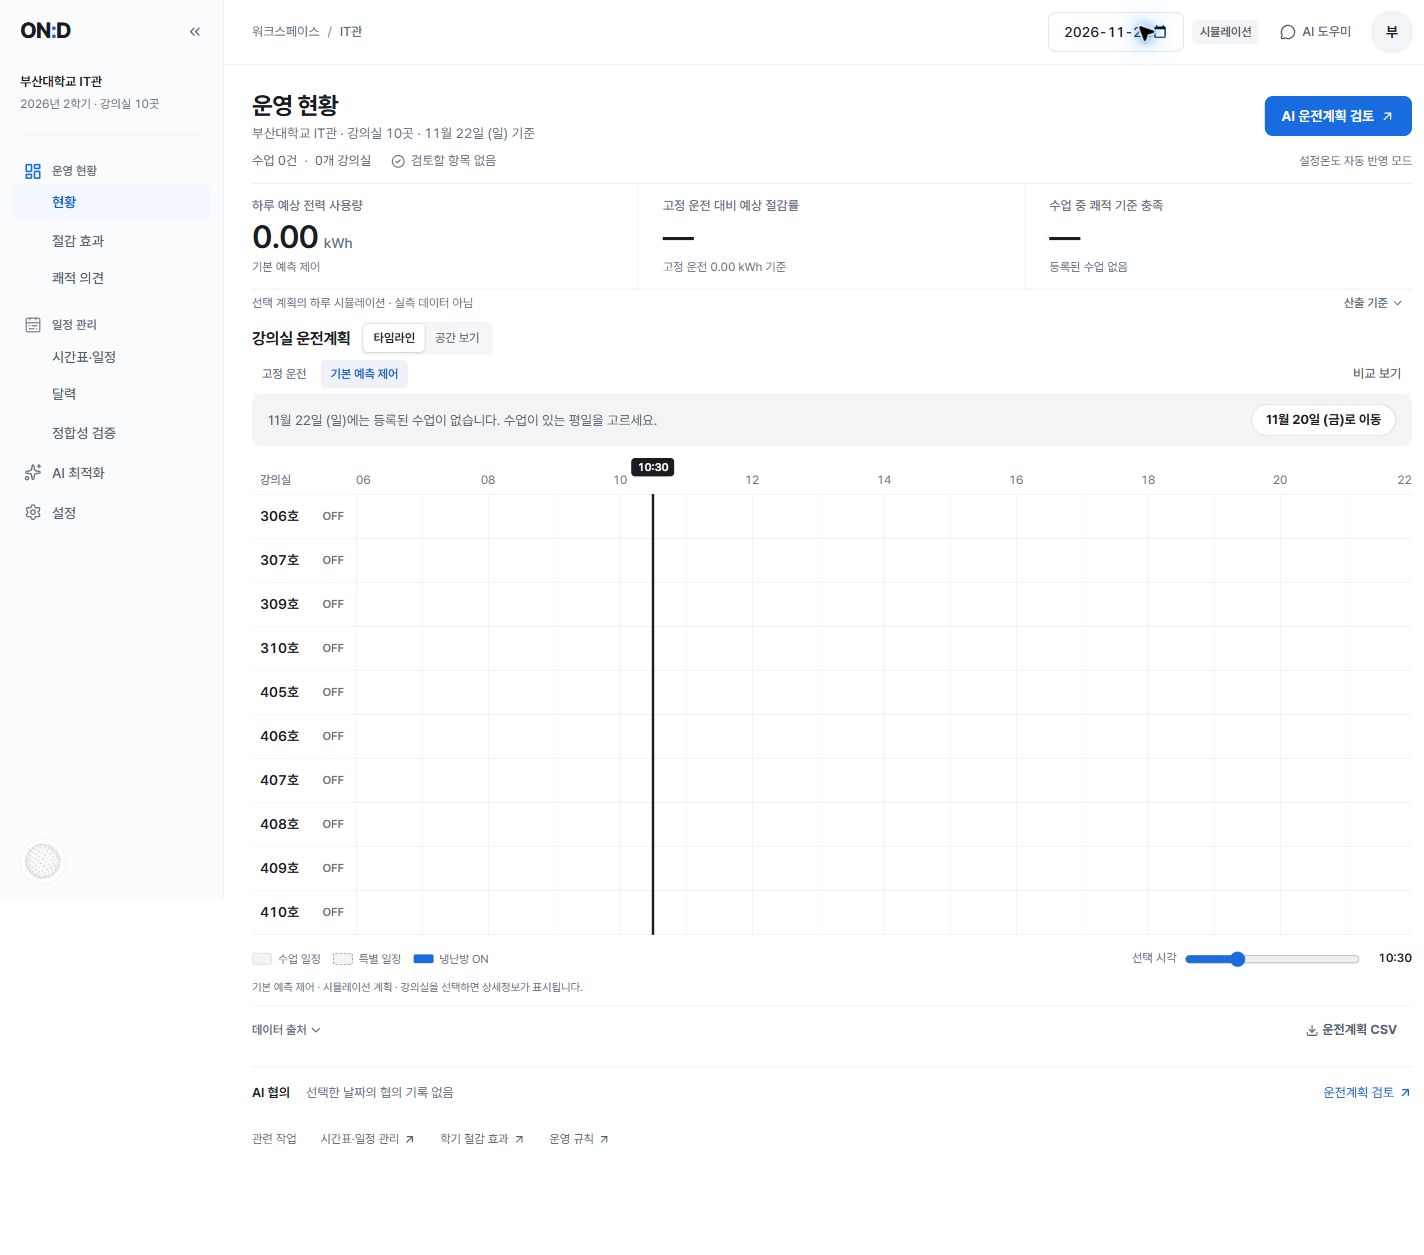 ON:D
부산대학교 IT관
2026년 2학기 · 강의실 10곳
운영 현황
현황
절감 효과
쾌적 의견
일정 관리
시간표·일정
달력
정합성 검증
AI 최적화
설정
워크스페이스 / IT관
2026-11-
시뮬레이션
AI 도우미
부
운영 현황
부산대학교 IT관 · 강의실 10곳 · 11월 22일 (일) 기준
수업 0건 · 0개 강의실 검토할 항목 없음
AI 운전계획 검토
설정온도 자동 반영 모드
하루 예상 전력 사용량
0.00 kWh
기본 예측 제어
고정 운전 대비 예상 절감률
—
고정 운전 0.00 kWh 기준
수업 중 쾌적 기준 충족
—
등록된 수업 없음
선택 계획의 하루 시뮬레이션 · 실측 데이터 아님
산출 기준
강의실 운전계획 타임라인 공간 보기
고정 운전 기본 예측 제어
비교 보기
11월 22일 (일)에는 등록된 수업이 없습니다. 수업이 있는 평일을 고르세요.
11월 20일 (금)로 이동
10:30
강의실 06 08 10 12 14 16 18 20 22
306호 OFF
307호 OFF
309호 OFF
310호 OFF
405호 OFF
406호 OFF
407호 OFF
408호 OFF
409호 OFF
410호 OFF
수업 일정 특별 일정 냉난방 ON
선택 시각 10:30
기본 예측 제어 · 시뮬레이션 계획 · 강의실을 선택하면 상세정보가 표시됩니다.
데이터 출처
운전계획 CSV
AI 협의 선택한 날짜의 협의 기록 없음
운전계획 검토
관련 작업 시간표·일정 관리 학기 절감 효과 운영 규칙